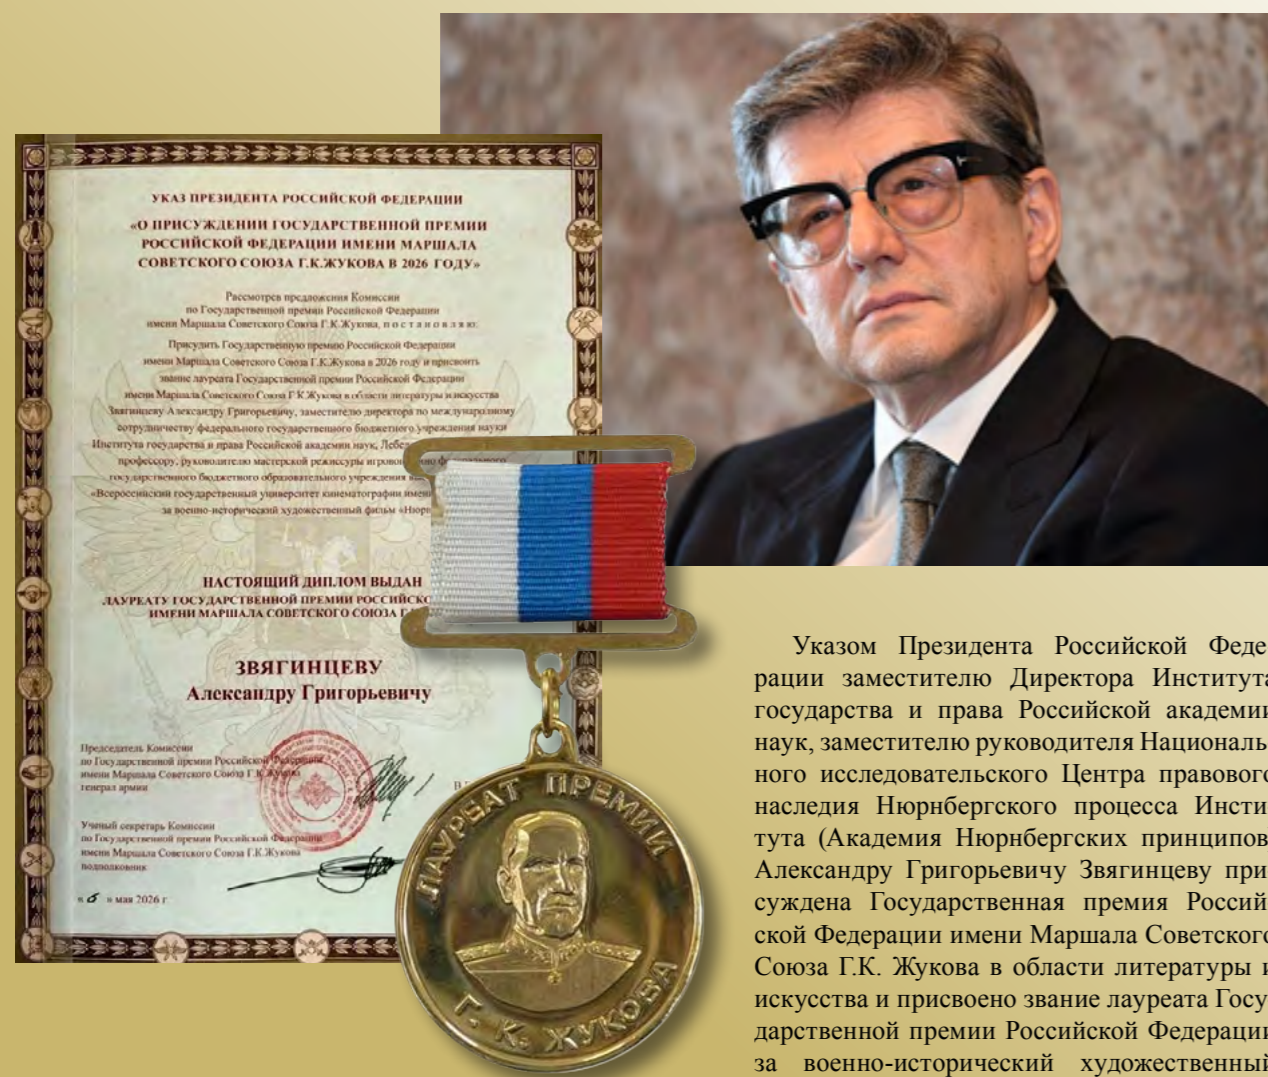 УКАЗ ПРЕЗИДЕНТА РОССИЙСКОЙ ФЕДЕРАЦИИ
«О ПРИСУЖДЕНИИ ГОСУДАРСТВЕННОЙ ПРЕМИИ
РОССИЙСКОЙ ФЕДЕРАЦИИ ИМЕНИ МАРШАЛА
СОВЕТСКОГО СОЮЗА Г.К.ЖУКОВА В 2026 ГОДУ»
Рассмотрев предложения Комиссии
по Государственной премии Российской Федерации
имени Маршала Советского Союза Г.К.Жукова, п о с т а н о в л я ю:
Присудить Государственную премию Российской Федерации
имени Маршала Советского Союза Г.К.Жукова в 2026 году и присвоить
звание лауреата Государственной премии Российской Федерации
имени Маршала Советского Союза Г.К.Жукова в области литературы и искусства
Звягинцеву Александру Григорьевичу, заместителю директора по международному
сотрудничеству федерального государственного бюджетного учреждения науки
Института государства и права Российской академии наук,
профессору, руководителю мастерской режиссуры
государственного бюджетного образовательного учреждения
«Всероссийский государственный университет кинематографии
за военно-исторический художественный фильм
НАСТОЯЩИЙ ДИПЛОМ ВЫДАН
ЛАУРЕАТУ ГОСУДАРСТВЕННОЙ ПРЕМИИ
ИМЕНИ МАРШАЛА СОВЕТСКОГО СОЮЗА
ЗВЯГИНЦЕВУ
Александру Григорьевичу
Председатель Комиссии
по Государственной премии Российской Федерации
имени Маршала Советского Союза Г.К.Жукова
генерал армии
Ученый секретарь Комиссии
по Государственной премии Российской Федерации
имени Маршала Советского Союза Г.К.Жукова
подполковник
« 6 » мая 2026 г.
ЛАУРЕАТ ПРЕМИИ
Г. К. ЖУКОВА
Указом Президента Российской Феде-
рации заместителю Директора Института
государства и права Российской академии
наук, заместителю руководителя Националь-
ного исследовательского Центра правового
наследия Нюрнбергского процесса Инсти-
тута (Академия Нюрнбергских принципов)
Александру Григорьевичу Звягинцеву при-
суждена Государственная премия Россий-
ской Федерации имени Маршала Советского
Союза Г.К. Жукова в области литературы и
искусства и присвоено звание лауреата Госу-
дарственной премии Российской Федерации
за военно-исторический художественный